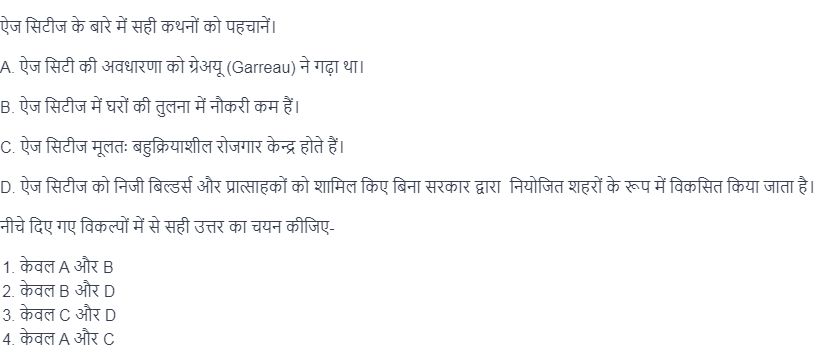 ऐज सिटीज के बारे में सही कथनों को पहचानें।
A. ऐज सिटी की अवधारणा को ग्रेअयू (Garreau) ने गढ़ा था।
B. ऐज सिटीज में घरों की तुलना में नौकरी कम हैं।
C. ऐज सिटीज मूलतः बहुक्रियाशील रोजगार केन्द्र होते हैं।
D. ऐज सिटीज को निजी बिल्डर्स और प्रात्साहकों को शामिल किए बिना सरकार द्वारा नियोजित शहरों के रूप में विकसित किया जाता है।
नीचे दिए गए विकल्पों में से सही उत्तर का चयन कीजिए-
1. केवल A और B
2. केवल B और D
3. केवल C और D
4. केवल A और C